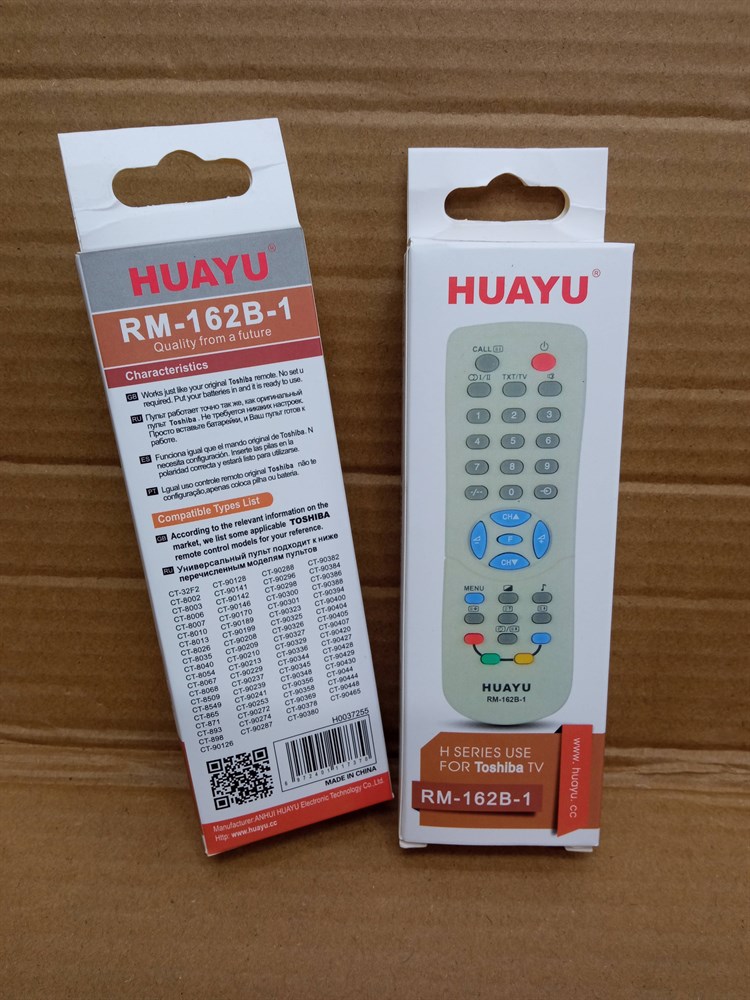 HUAYU®
RM-162B-1
Quality from a future
Characteristics
GB Works just like your original Toshiba remote. No set u
required. Put your batteries in and it is ready to use.
RU Пульт работает точно так же, как оригинальный
пульт Toshiba. Не требуется никаких настроек.
Просто вставьте батарейки, и Ваш пульт готов к
работе.
ES Funciona igual que el mando original de Toshiba. N
necesita configuración. Inserte las pilas en la
polaridad correcta y estará listo para utilizarse.
PT Lgual uso controle remoto original Toshiba não te
configuração,apenas coloca pilha ou bateria.
Compatible Types List
GB According to the relevant information on the
market, we list some applicable TOSHIBA
remote control models for your reference.
RU Универсальный пульт подходит к ниже
перечисленным моделям пультов
CT-32F2
CT-8002
CT-8003
CT-8006
CT-8007
CT-8010
CT-8013
CT-8026
CT-8035
CT-8040
CT-8054
CT-8067
CT-8068
CT-8509
CT-8549
CT-865
CT-871
CT-893
CT-898
CT-90126
CT-90128
CT-90141
CT-90142
CT-90146
CT-90170
CT-90189
CT-90199
CT-90208
CT-90209
CT-90210
CT-90213
CT-90229
CT-90237
CT-90239
CT-90241
CT-90253
CT-90272
CT-90274
CT-90287
CT-90288
CT-90296
CT-90298
CT-90300
CT-90301
CT-90323
CT-90325
CT-90326
CT-90327
CT-90329
CT-90336
CT-90344
CT-90345
CT-90348
CT-90356
CT-90358
CT-90369
CT-90378
CT-90380
CT-90382
CT-90384
CT-90386
CT-90388
CT-90394
CT-90400
CT-90404
CT-90405
CT-90407
CT-90420
CT-90427
CT-90428
CT-90429
CT-90430
CT-9044
CT-90444
CT-90448
CT-90465
H0037255
MADE IN CHINA
Manufacturer:ANHUI HUAYU Electronic Technology Co.,Ltd.
Http: www.huayu.cc
HUAYU®
CALL
I/II TXT/TV
1 2 3
4 5 6
7 8 9
-/-- 0
CH▲
F
CH▼
MENU
HUAYU
RM-162B-1
H SERIES USE
FOR Toshiba TV
RM-162B-1
www.huayu.cc